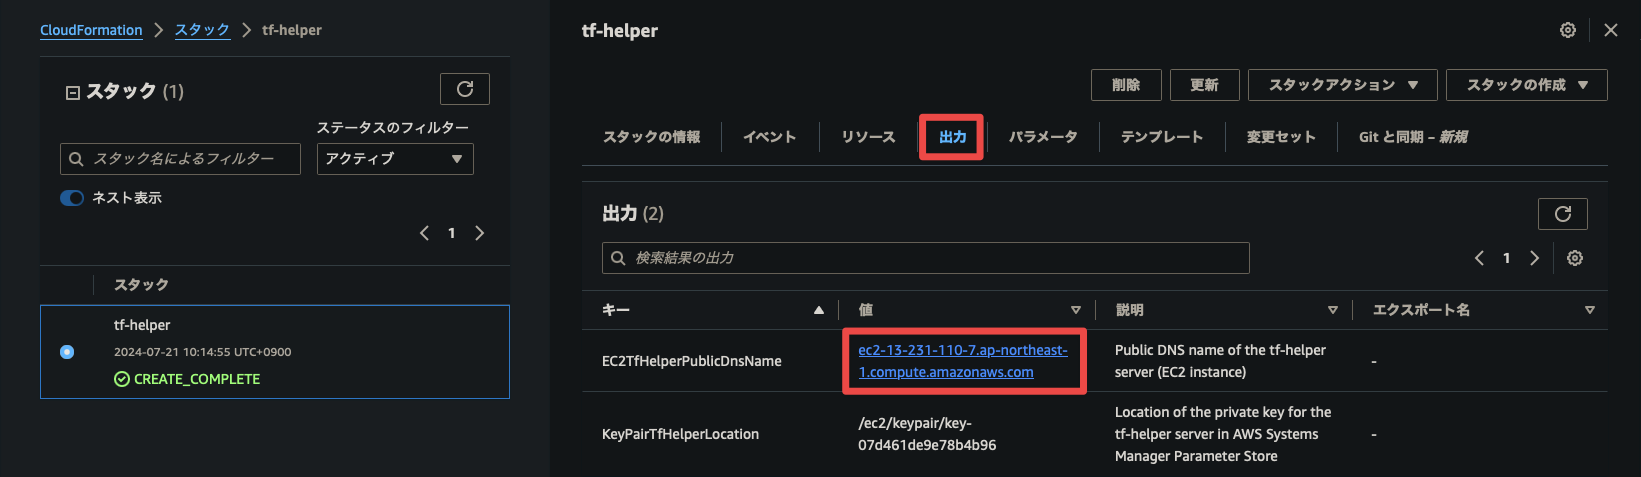 CloudFormation > スタック > tf-helper
スタック (1)
ステータスのフィルター
スタック名によるフィルター
アクティブ
ネスト表示
1
スタック
tf-helper
2024-07-21 10:14:55 UTC+0900
CREATE_COMPLETE
tf-helper
削除 更新 スタックアクション スタックの作成
スタックの情報 イベント リソース 出力 パラメータ テンプレート 変更セット Git と同期 – 新規
出力 (2)
検索結果の出力
1
キー 値 説明 エクスポート名
EC2TfHelperPublicDnsName
ec2-13-231-110-7.ap-northeast-
1.compute.amazonaws.com
Public DNS name of the tf-helper
server (EC2 instance)
-
KeyPairTfHelperLocation
/ec2/keypair/key-
07d461de9e78b4b96
Location of the private key for the
tf-helper server in AWS Systems
Manager Parameter Store
-